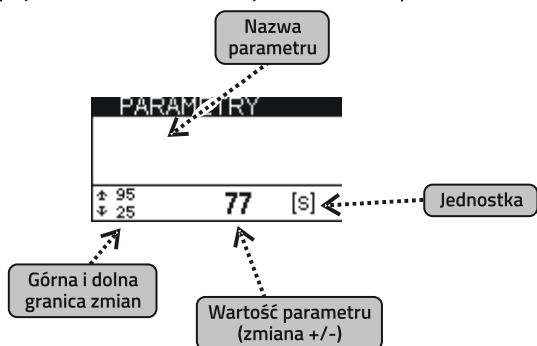 Nazwa
parametru
PARAMETRY
95
25
77
[S]
Jednostka
Górna i dolna
granica zmian
Wartość parametru
(zmiana +/-)